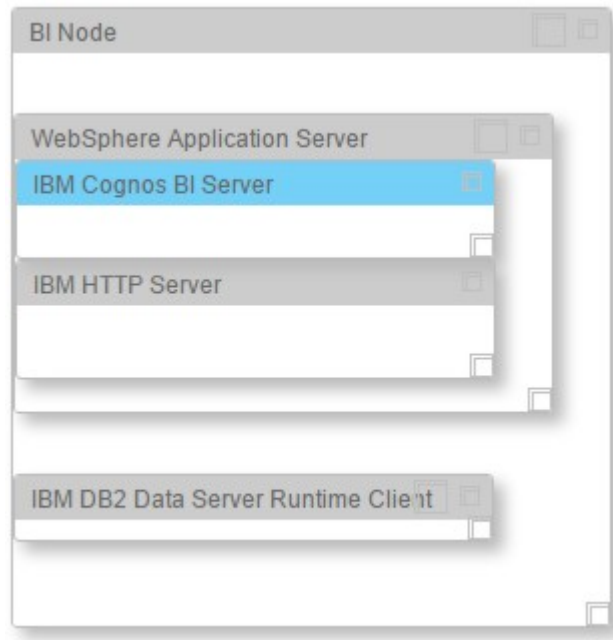 BI Node
WebSphere Application Server
IBM Cognos BI Server
IBM HTTP Server
IBM DB2 Data Server Runtime Client